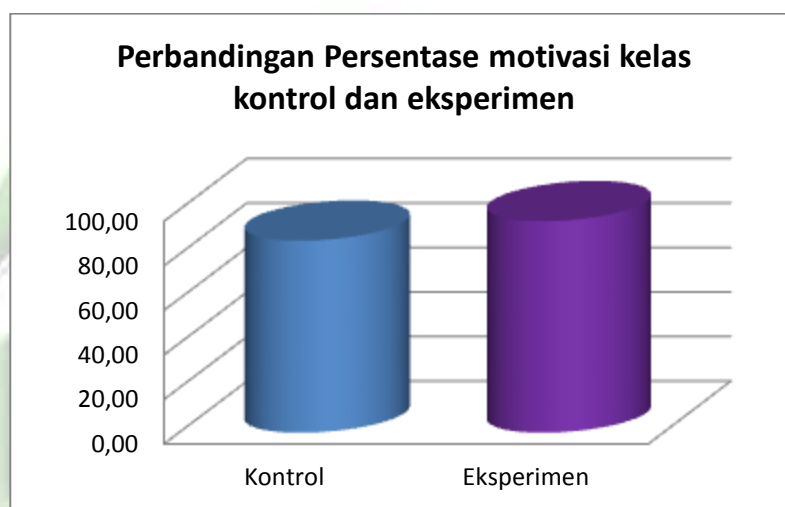 Perbandingan Persentase motivasi kelas
kontrol dan eksperimen
100,00
80,00
60,00
40,00
20,00
0,00
Kontrol
Eksperimen